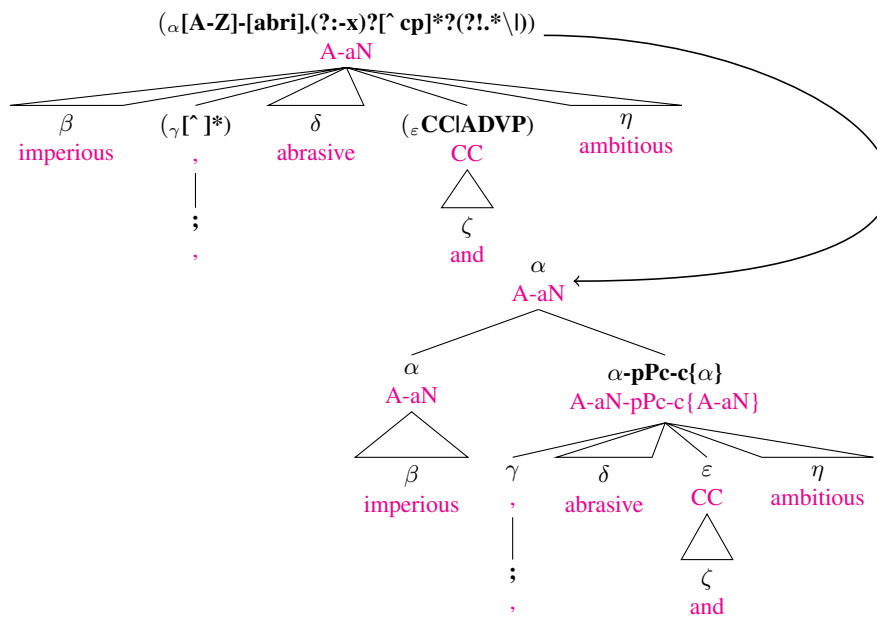 (α[A-Z]-[abri].(?:-x)?[^ cp]*?(?!.*\|))
A-aN
β (γ[^ ]*) δ (εCC|ADVP) η
imperious , abrasive CC ambitious
; ζ
, and
α
A-aN
α α-pPc-c{α}
A-aN A-aN-pPc-c{A-aN}
β γ δ ε η
imperious , abrasive CC ambitious
; ζ
, and